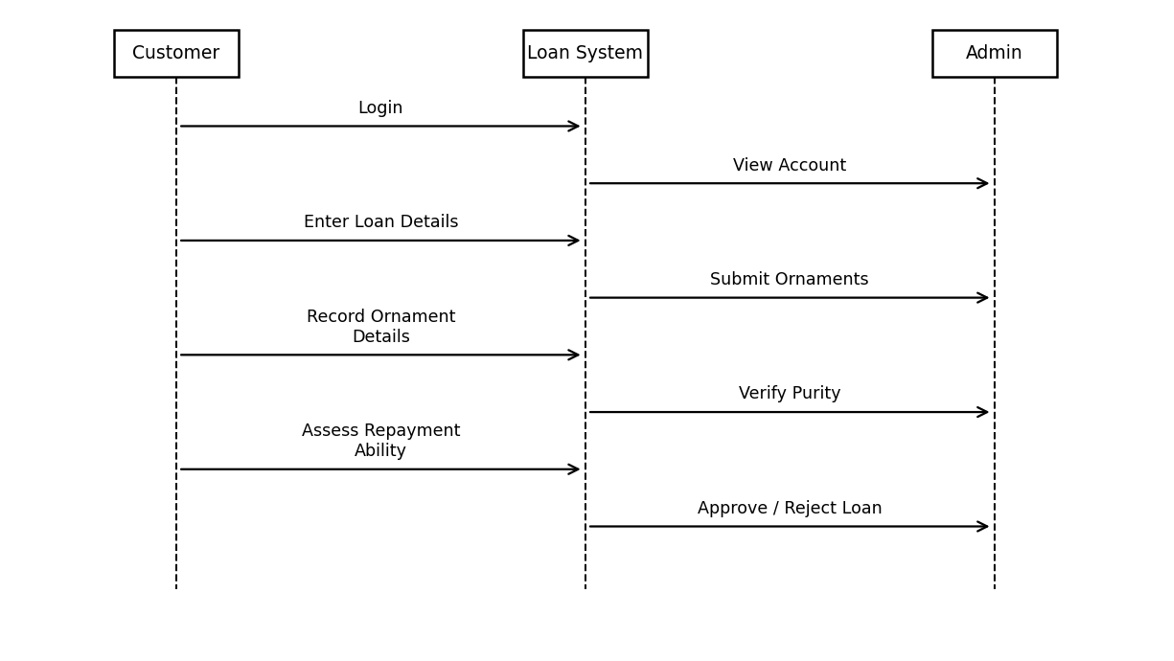 Customer
Loan System
Admin
Login
View Account
Enter Loan Details
Submit Ornaments
Record Ornament
Details
Verify Purity
Assess Repayment
Ability
Approve / Reject Loan